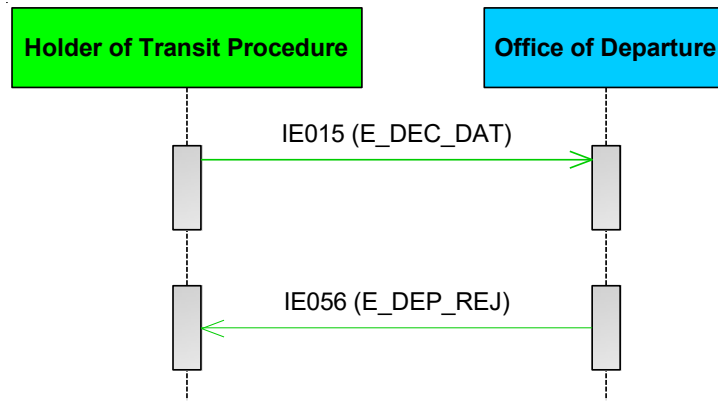 Holder of Transit Procedure
Office of Departure
IE015 (E_DEC_DAT)
IE056 (E_DEP_REJ)